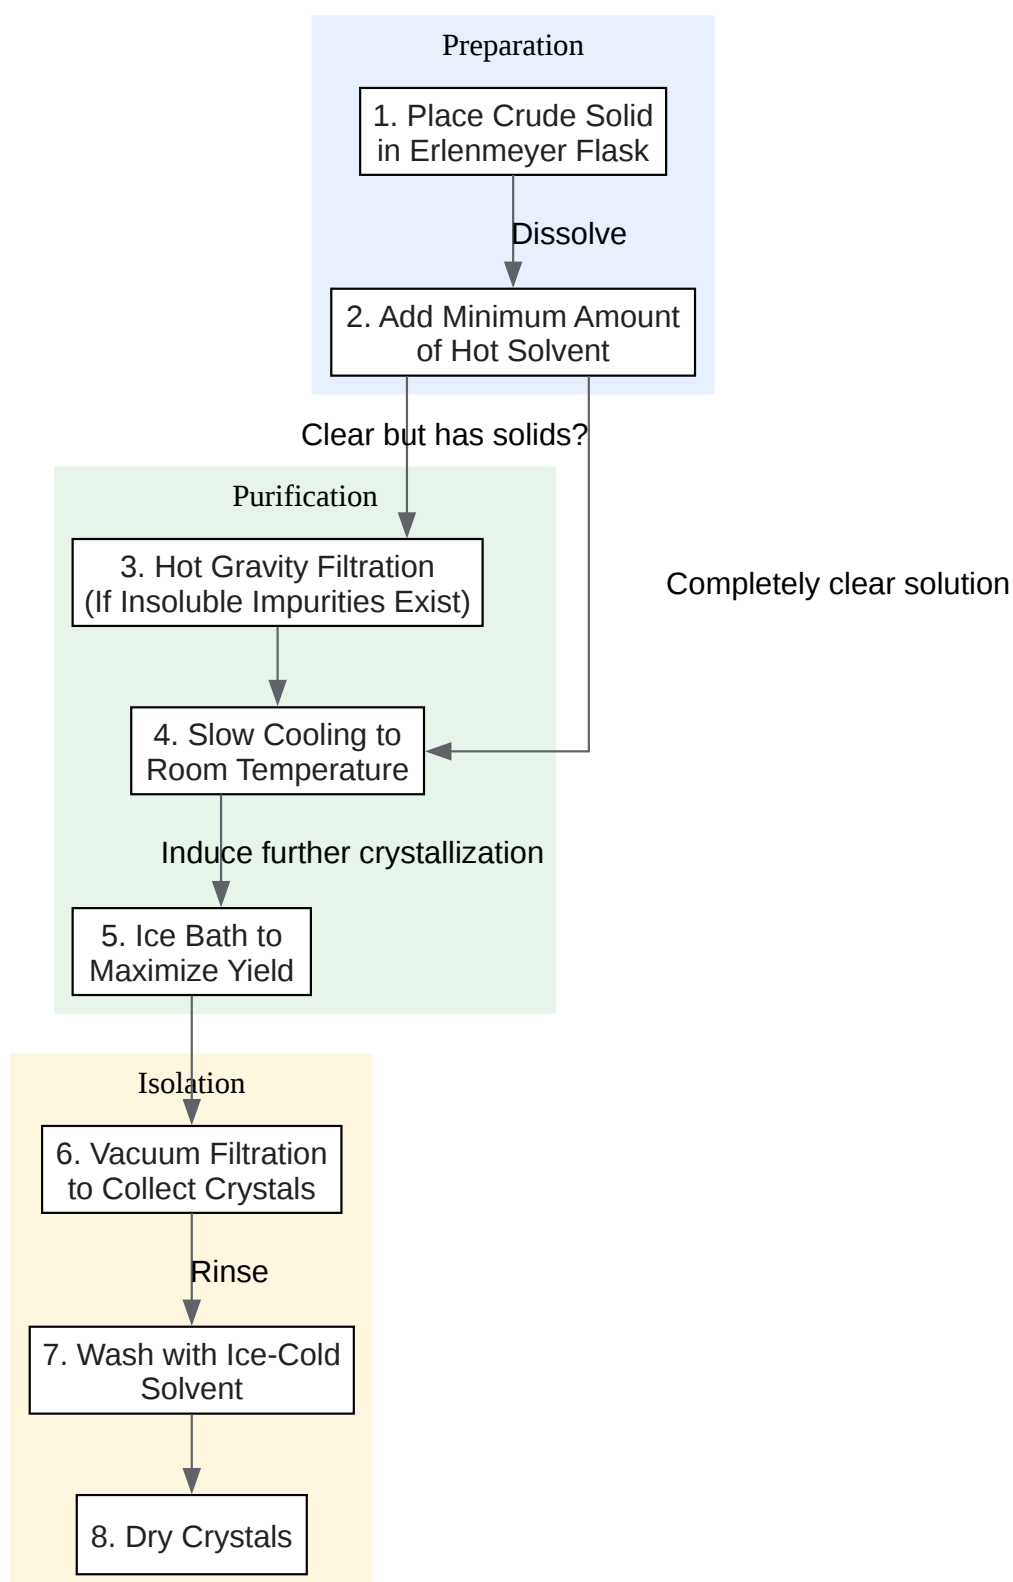 Preparation
1. Place Crude Solid
in Erlenmeyer Flask
Dissolve
2. Add Minimum Amount
of Hot Solvent
Clear but has solids?
Purification
3. Hot Gravity Filtration
(If Insoluble Impurities Exist)
Completely clear solution
4. Slow Cooling to
Room Temperature
Induce further crystallization
5. Ice Bath to
Maximize Yield
Isolation
6. Vacuum Filtration
to Collect Crystals
Rinse
7. Wash with Ice-Cold
Solvent
8. Dry Crystals